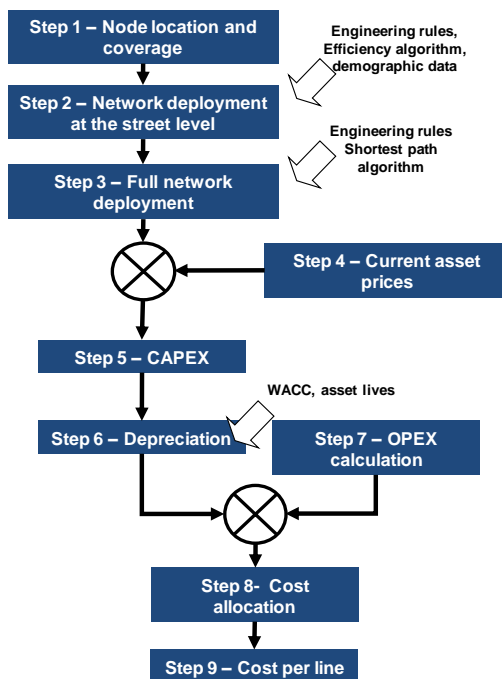 Step 1 – Node location and
coverage
Engineering rules,
Efficiency algorithm,
demographic data
Step 2 – Network deployment
at the street level
Engineering rules
Shortest path
algorithm
Step 3 – Full network
deployment
Step 4 – Current asset
prices
Step 5 – CAPEX
WACC, asset lives
Step 6 – Depreciation
Step 7 – OPEX
calculation
Step 8- Cost
allocation
Step 9 – Cost per line